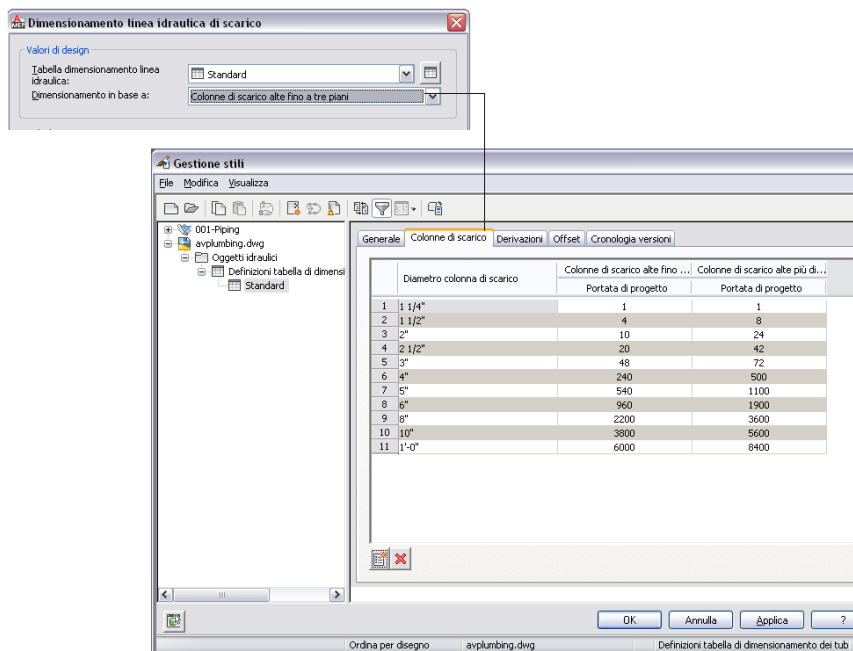 Dimensionamento linea idraulica di scarico
Valori di design
Tabella dimensionamento linea
idraulica:
Standard
Dimensionamento in base a:
Colonne di scarico alte fino a tre piani
Gestione stili
File Modifica Visualizza
001-Piping
avplumbing.dwg
Oggetti idraulici
Definizioni tabella di dimensi
Standard
Generale Colonne di scarico Derivazioni Offset Cronologia versioni
Diametro colonna di scarico Colonne di scarico alte fino ... Colonne di scarico alte più di...
Portata di progetto Portata di progetto
1 1 1/4" 1 1
2 1 1/2" 4 8
3 2" 10 24
4 2 1/2" 20 42
5 3" 48 72
6 4" 240 500
7 5" 540 1100
8 6" 960 1900
9 8" 2200 3600
10 10" 3800 5600
11 1'-0" 6000 8400
OK Annulla Applica ?
Ordina per disegno avplumbing.dwg Definizioni tabella di dimensionamento dei tub